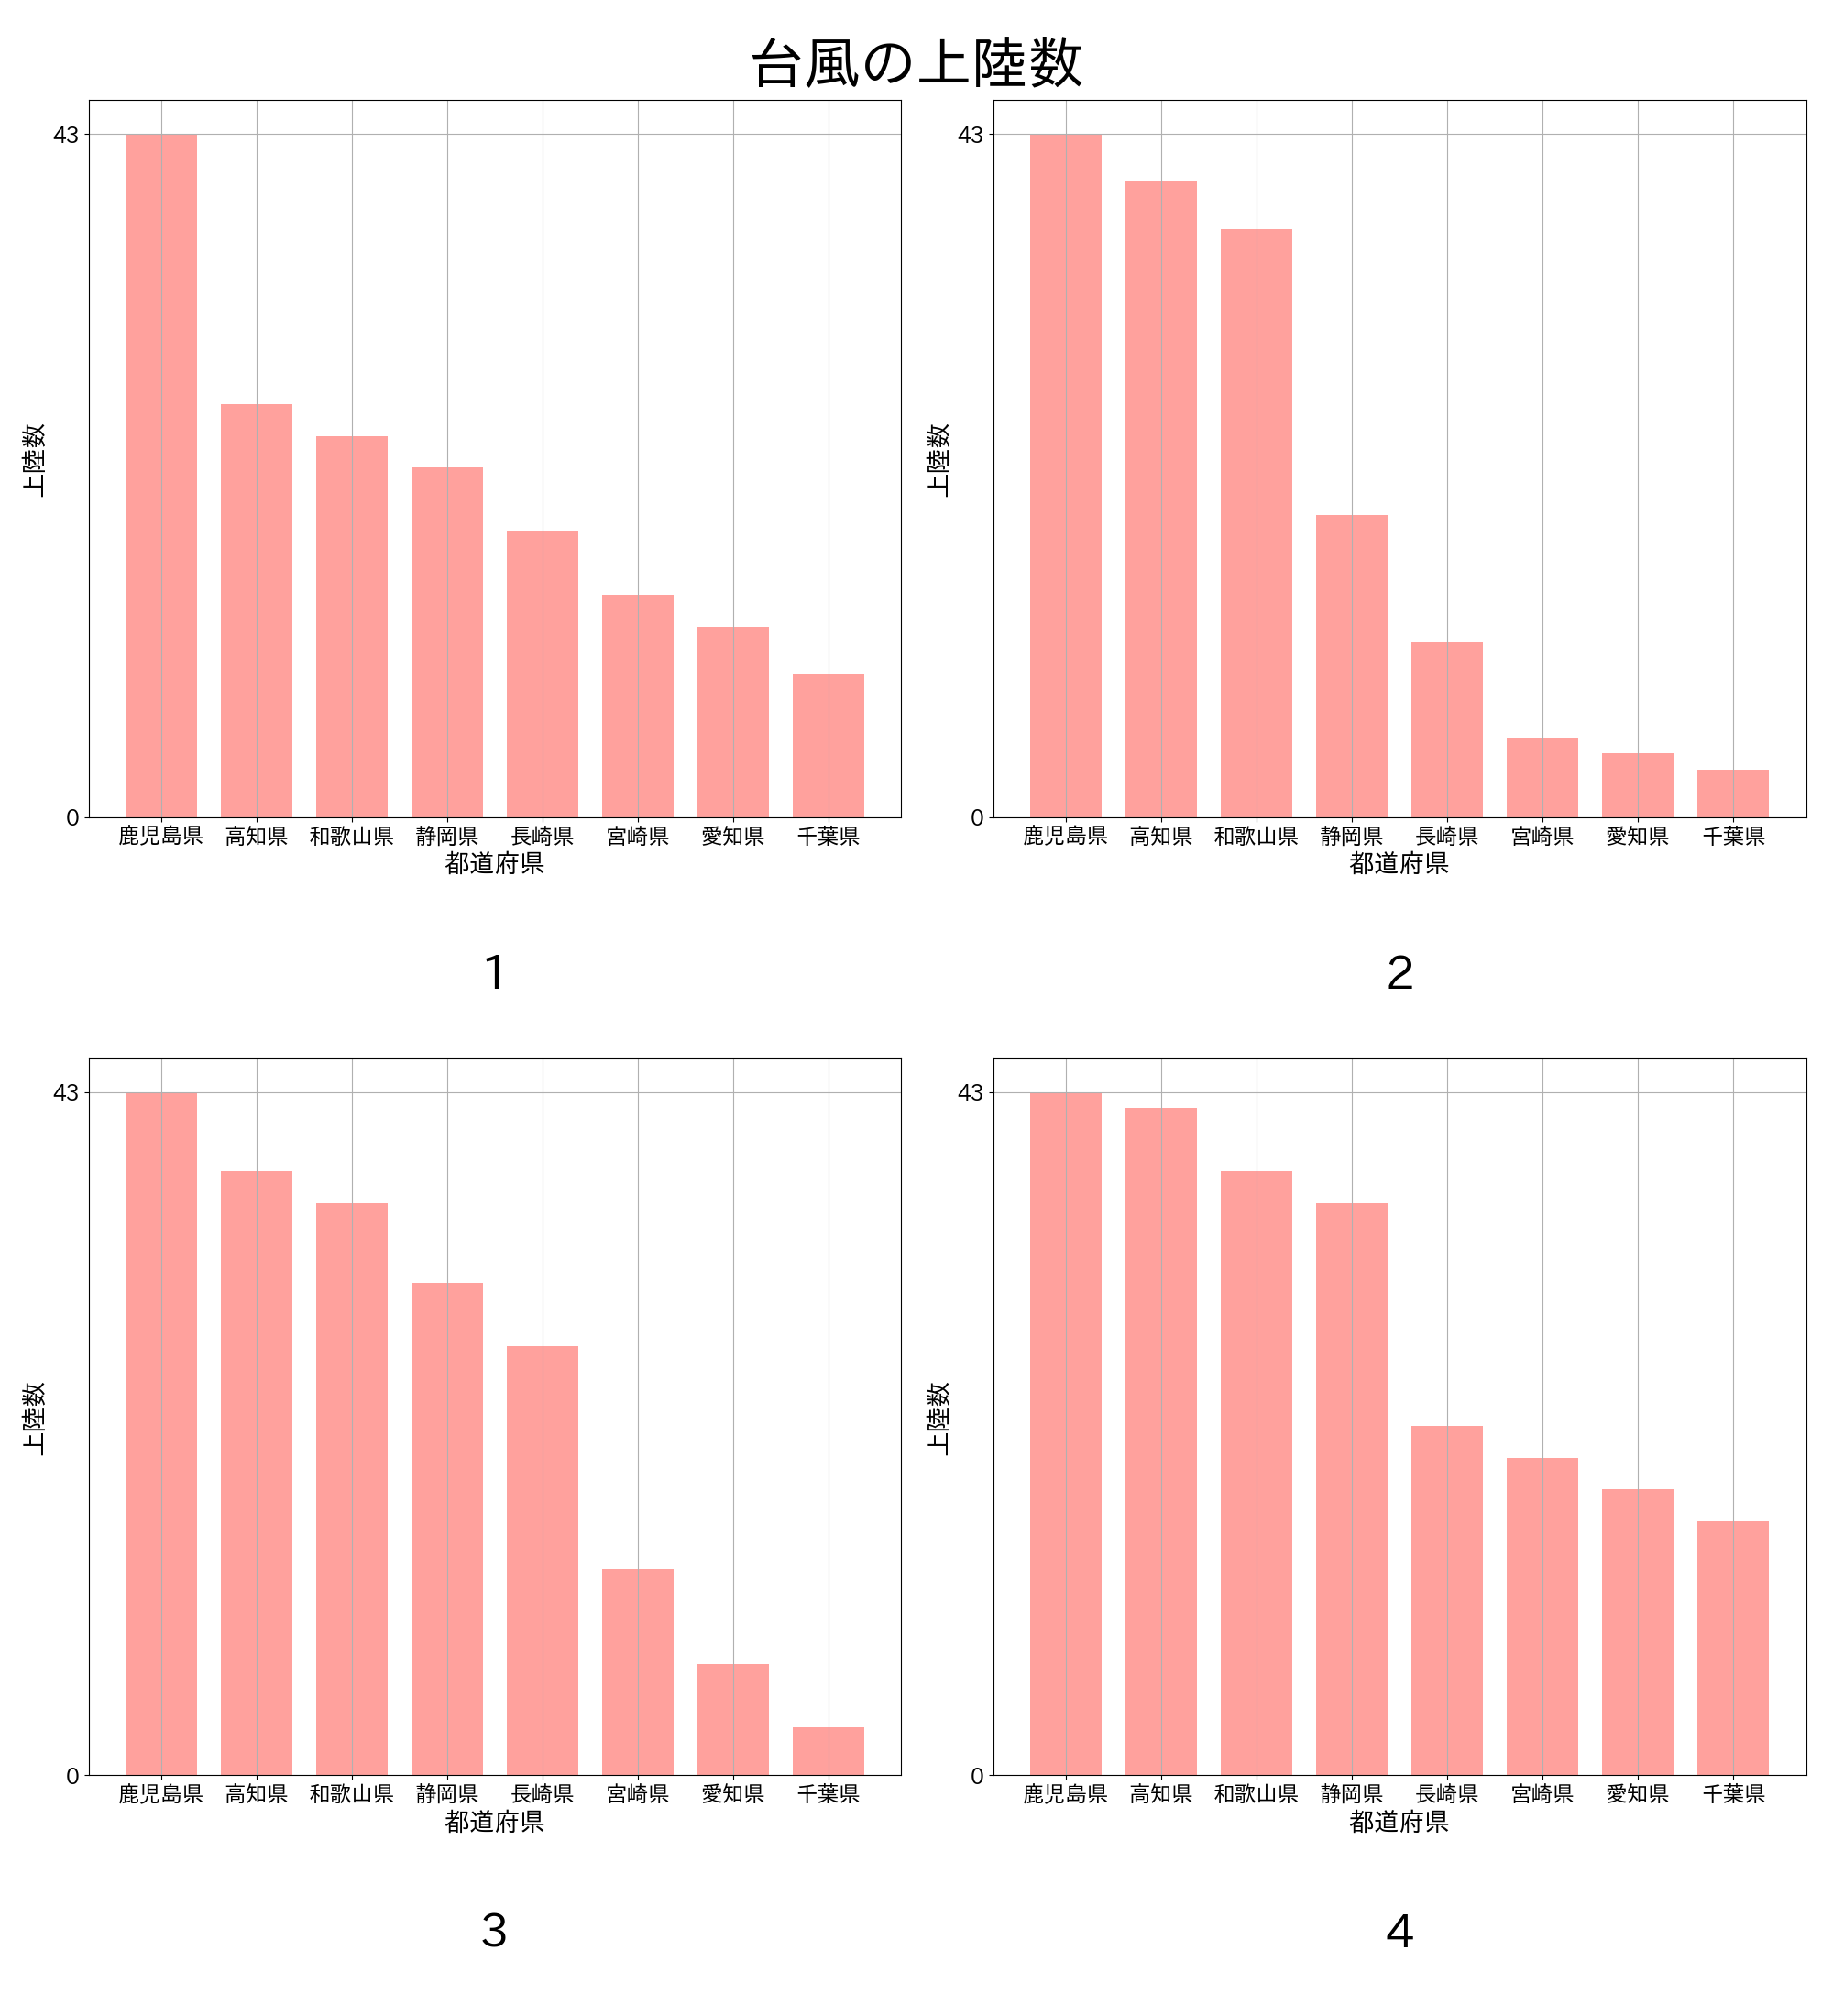 台風の上陸数
43
上陸数
0
鹿児島県 高知県 和歌山県 静岡県 長崎県 宮崎県 愛知県 千葉県
都道府県
1
43
上陸数
0
鹿児島県 高知県 和歌山県 静岡県 長崎県 宮崎県 愛知県 千葉県
都道府県
2
43
上陸数
0
鹿児島県 高知県 和歌山県 静岡県 長崎県 宮崎県 愛知県 千葉県
都道府県
3
43
上陸数
0
鹿児島県 高知県 和歌山県 静岡県 長崎県 宮崎県 愛知県 千葉県
都道府県
4